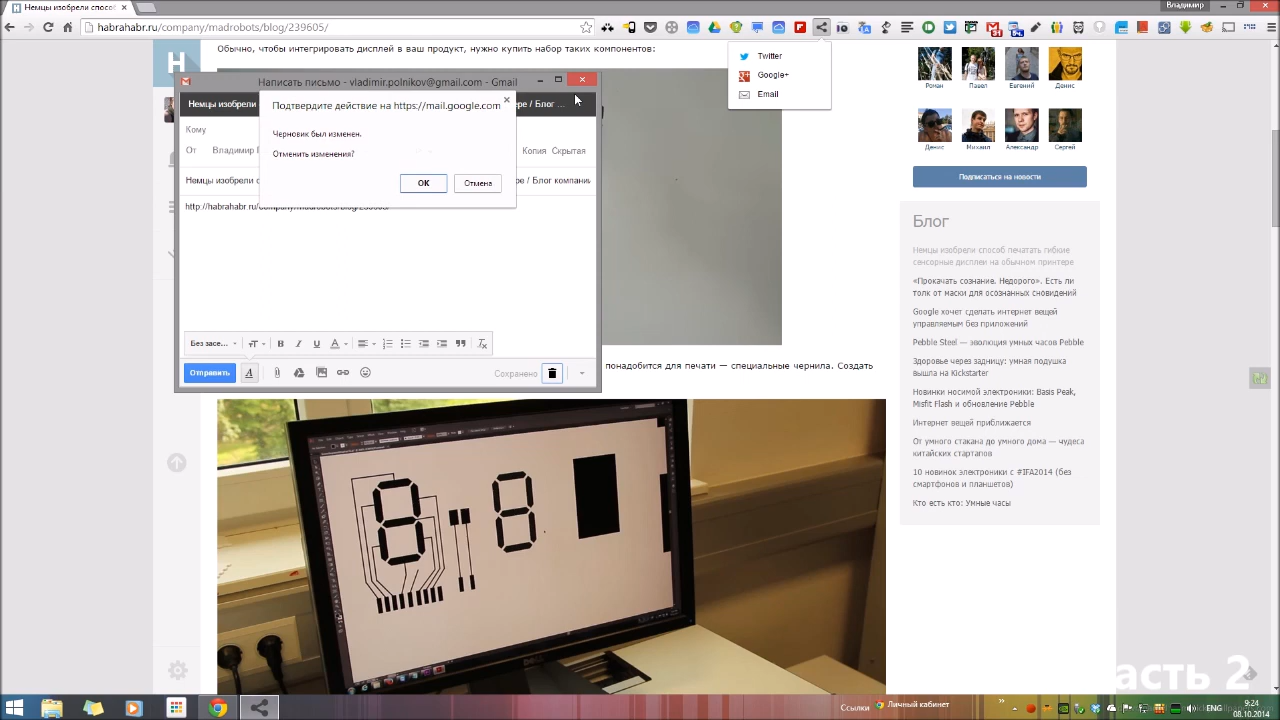 Немцы изобрели способ
Владимир
habrahabr.ru/company/madrobots/blog/239605/
Обычно, чтобы интегрировать дисплей в ваш продукт, нужно купить набор таких компонентов:
Twitter
Google+
Email
Написать письмо - vladimir.polnikov@gmail.com - Gmail
Немцы изобрели
ре / Блог ...
Подтвердите действие на https://mail.google.com
Черновик был изменен.
Отменить изменения?
OK
Отмена
Кому
От
Владимир
Копия Скрытая
Немцы изобрели с
ре / Блог компании
http://habrahabr.ru/company/madrobots/blog/239605/
Без засе...
Отправить
Сохранено
Роман
Павел
Евгений
Денис
Денис
Михаил
Александр
Сергей
Подписаться на новости
Блог
Немцы изобрели способ печатать гибкие
сенсорные дисплеи на обычном принтере
«Прокачать сознание. Недорого». Есть ли
толк от маски для осознанных сновидений
Google хочет сделать интернет вещей
управляемым без приложений
Pebble Steel — эволюция умных часов Pebble
Здоровье через задницу: умная подушка
вышла на Kickstarter
Новинки носимой электроники: Basis Peak,
Misfit Flash и обновление Pebble
Интернет вещей приближается
От умного стакана до умного дома — чудеса
китайских стартапов
10 новинок электроники с #IFA2014 (без
смартфонов и планшетов)
Кто есть кто: Умные часы
понадобится для печати — специальные чернила. Создать
асть 2
Ссылки
Личный кабинет
ENG
9:24
08.10.2014